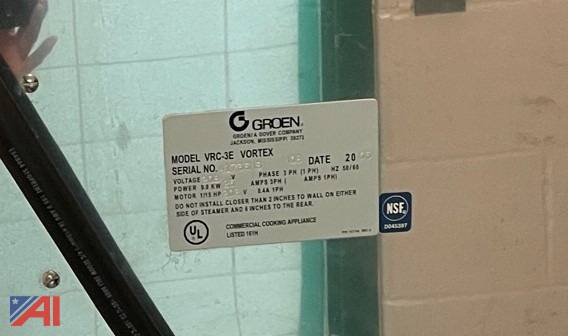 GROEN
GROEN/A DOVER COMPANY
JACKSON, MISSISSIPPI 39272
MODEL VRC-3E VORTEX
SERIAL NO. DATE 20
VOLTAGE V PHASE 3 PH (1 PH) HZ 50/60
POWER 9.0 KW AMPS 3PH ( AMPS 1PH)
MOTOR 1/15 HP V 0.4A 1PH
DO NOT INSTALL CLOSER THAN 2 INCHES TO WALL ON EITHER
SIDE OF STEAMER AND 6 INCHES TO THE REAR.
UL
COMMERCIAL COOKING APPLIANCE
LISTED 161H
NSF
AI